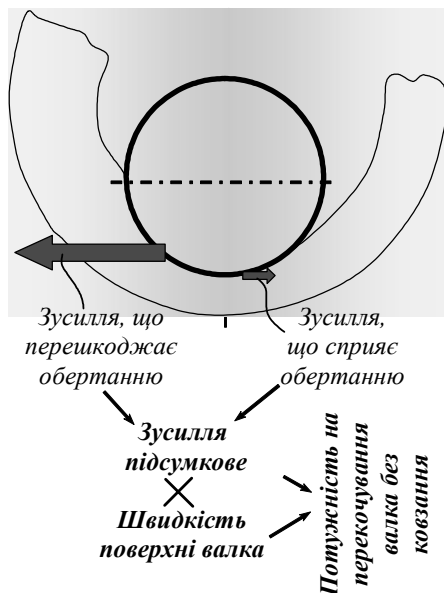 Зусилля, що
перешкоджає
обертанню
Зусилля,
що сприяє
обертанню
Зусилля
підсумкове
Швидкість
поверхні валка
Потужність на
перекочування
валка без
ковзання